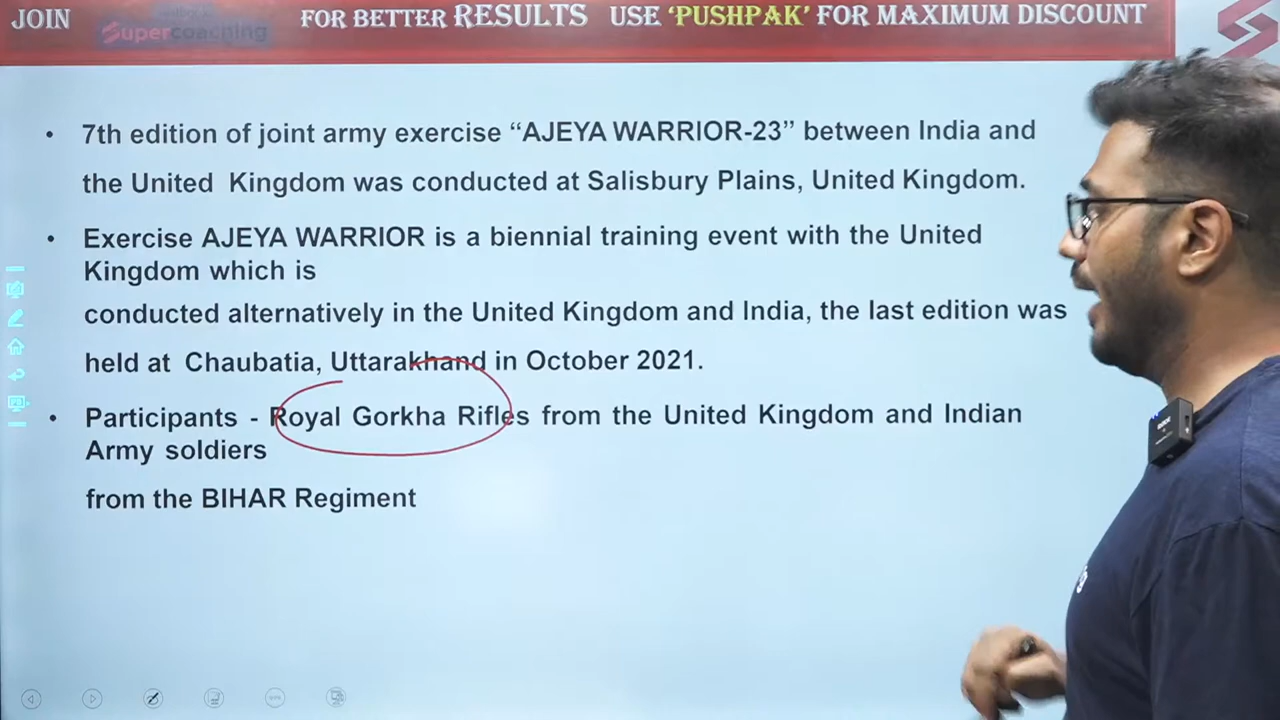 JOIN
Supercoaching
FOR BETTER RESULTS USE ‘PUSHPAK’ FOR MAXIMUM DISCOUNT
• 7th edition of joint army exercise “AJEYA WARRIOR-23” between India and
the United Kingdom was conducted at Salisbury Plains, United Kingdom.
• Exercise AJEYA WARRIOR is a biennial training event with the United
Kingdom which is
conducted alternatively in the United Kingdom and India, the last edition was
held at Chaubatia, Uttarakhand in October 2021.
• Participants - Royal Gorkha Rifles from the United Kingdom and Indian
Army soldiers
from the BIHAR Regiment